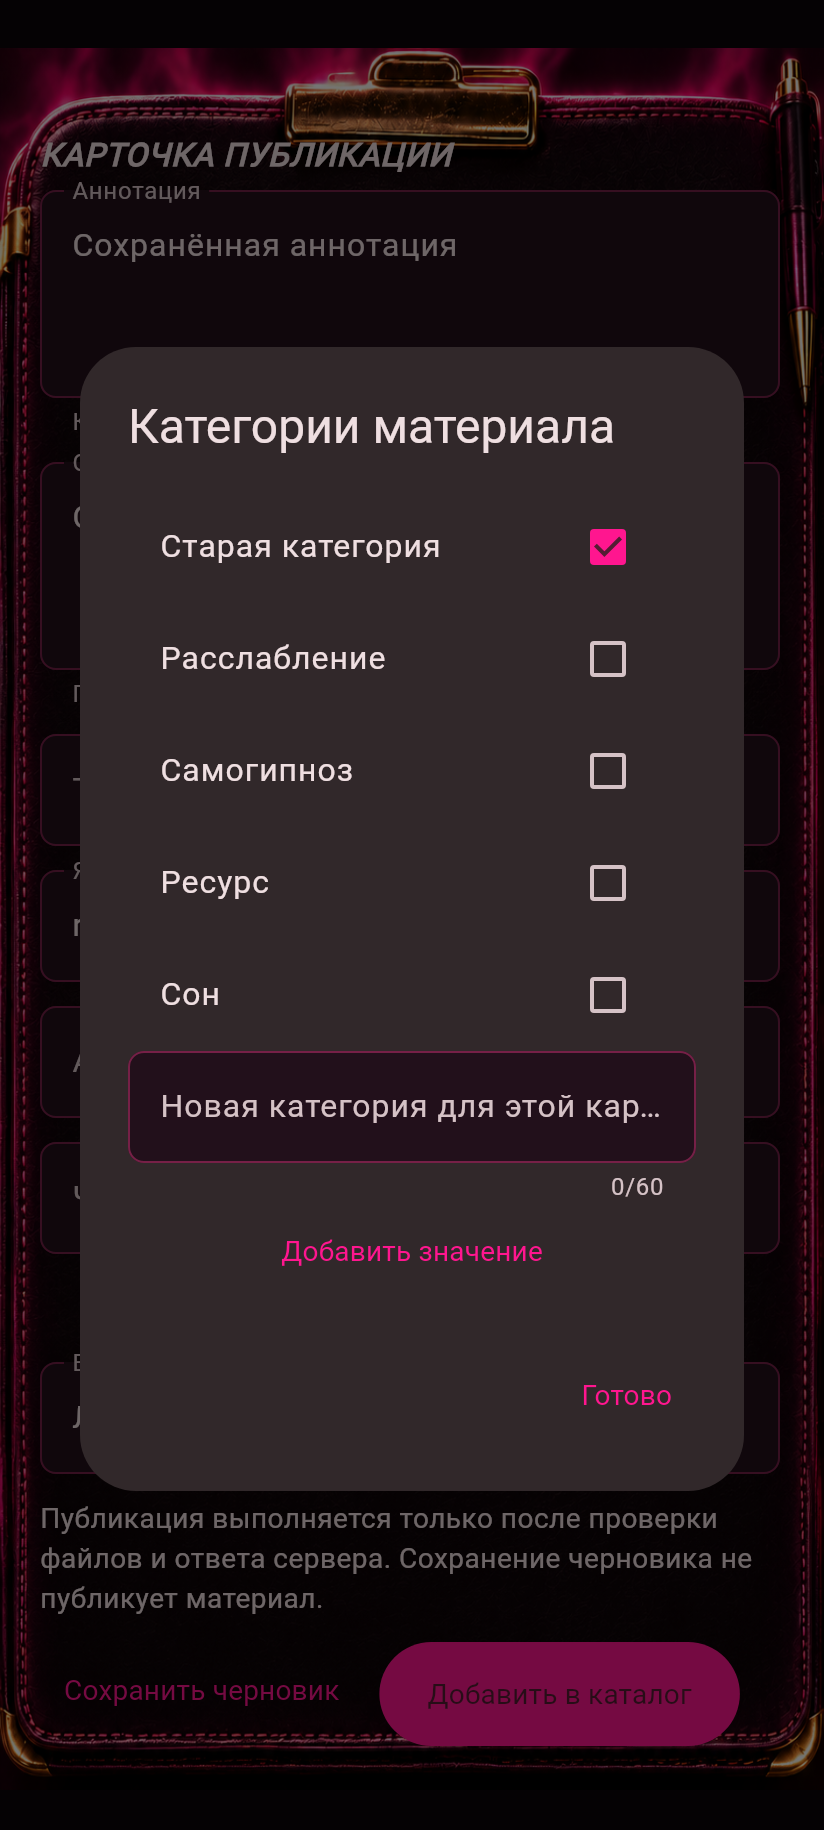 КАРТОЧКА ПУБЛИКАЦИИ
Аннотация
Сохранённая аннотация
Категории материала
Старая категория
Расслабление
Самогипноз
Ресурс
Сон
Новая категория для этой кар...
0/60
Добавить значение
Готово
Публикация выполняется только после проверки
файлов и ответа сервера. Сохранение черновика не
публикует материал.
Сохранить черновик
Добавить в каталог